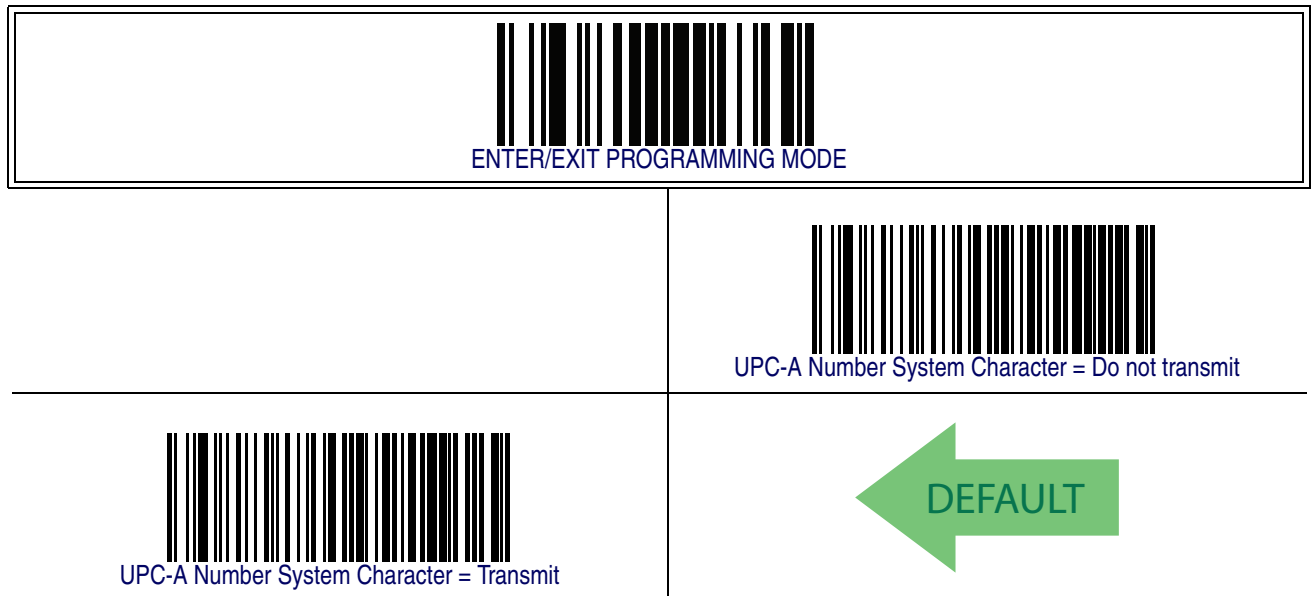 ENTER/EXIT PROGRAMMING MODE
UPC-A Number System Character = Do not transmit
UPC-A Number System Character = Transmit
DEFAULT